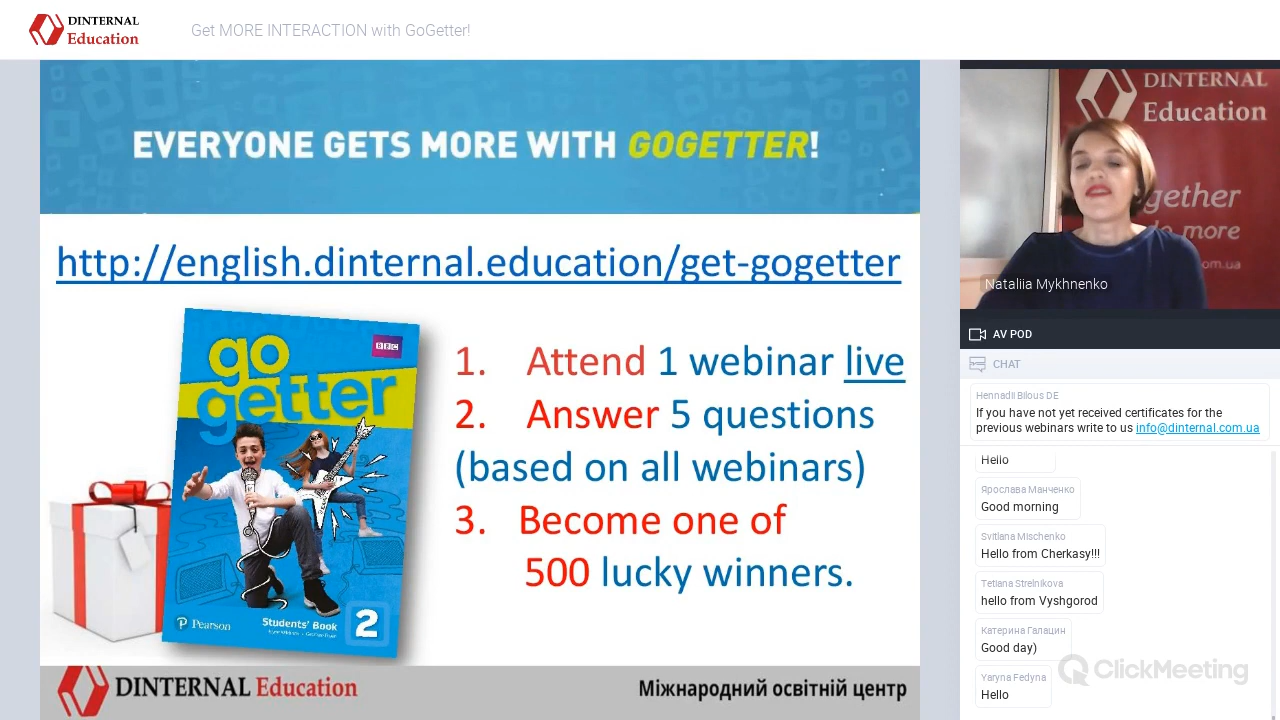 DINTERNAL
Education
Get MORE INTERACTION with GoGetter!
EVERYONE GETS MORE WITH GOGETTER!
http://english.dinternal.education/get-gogetter
go
getter
BBC
Pearson
Students' Book
2
1. Attend 1 webinar live
2. Answer 5 questions
(based on all webinars)
3. Become one of
500 lucky winners.
DINTERNAL Education
Міжнародний освітній центр
DINTERNAL
Education
gether
do more
om.ua
Nataliia Mykhnenko
AV POD
CHAT
Hennadii Bilous DE
If you have not yet received certificates for the
previous webinars write to us info@dinternal.com.ua
Hello
Ярослава Манченко
Good morning
Svitlana Mischenko
Hello from Cherkasy!!!
Tetiana Strelnikova
hello from Vyshgorod
Катерина Галацин
Good day)
Yaryna Fedyna
Hello
ClickMeeting